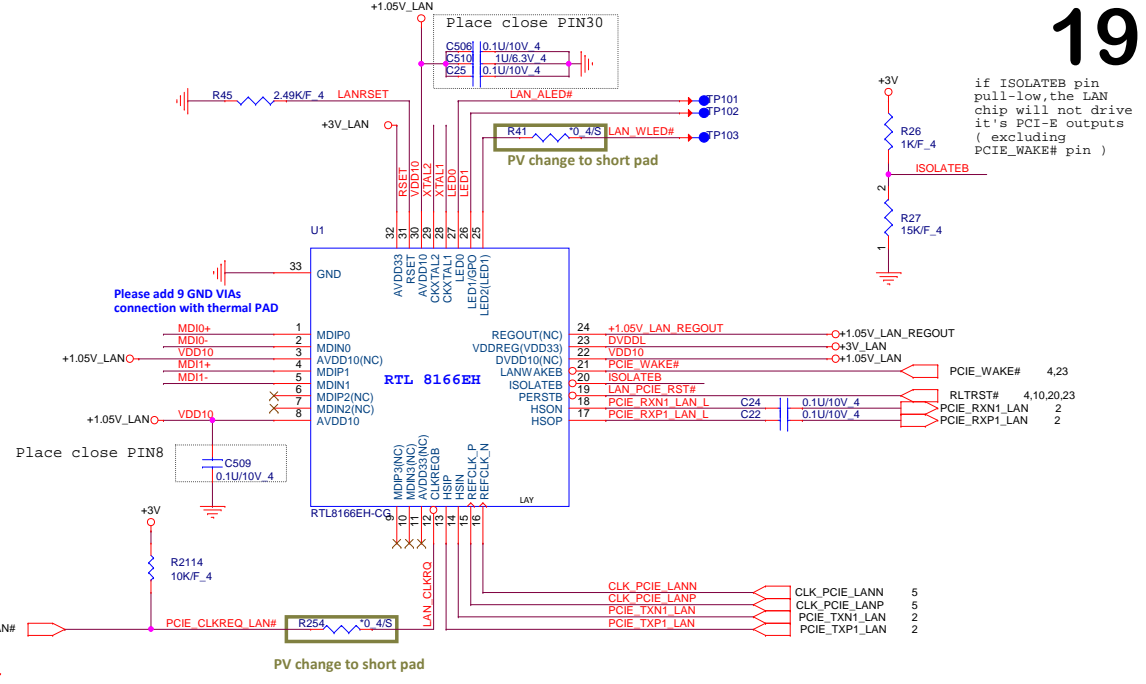 19
+1.05V_LAN
Place close PIN30
C506 0.1U/10V_4
C510 1U/6.3V_4
C25 0.1U/10V_4
R45 2.49K/F_4 LANRSET
LAN_ALED# TP101
TP102
+3V_LAN
R41 *0_4/S LAN_WLED# TP103
PV change to short pad
+3V
R26
1K/F_4
ISOLATEB
2
R27
15K/F_4
1
if ISOLATEB pin
pull-low,the LAN
chip will not drive
it's PCI-E outputs
( excluding
PCIE_WAKE# pin )
RSET
VDD10
XTAL2
XTAL1
LED0
LED1
U1
32
31
30
29
28
27
26
25
AVDD33
RSET
AVDD10
CKXTAL2
CKXTAL1
LED0
LED1/GPO
LED2(LED1)
33 GND
Please add 9 GND VIAs
connection with thermal PAD
MDI0+ 1 MDIP0
MDI0- 2 MDIN0
+1.05V_LAN VDD10 3 AVDD10(NC)
MDI1+ 4 MDIP1
MDI1- 5 MDIN1
6 MDIP2(NC)
7 MDIN2(NC)
+1.05V_LAN VDD10 8 AVDD10
RTL 8166EH
REGOUT(NC) 24 +1.05V_LAN_REGOUT +1.05V_LAN_REGOUT
VDDREG(VDD33) 23 DVDDL +3V_LAN
DVDD10(NC) 22 VDD10 +1.05V_LAN
LANWAKEB 21 PCIE_WAKE# PCIE_WAKE# 4,23
ISOLATEB 20 ISOLATEB
PERSTB 19 LAN_PCIE_RST# RLTRST# 4,10,20,23
HSON 18 PCIE_RXN1_LAN_L C24 0.1U/10V_4 PCIE_RXN1_LAN 2
HSOP 17 PCIE_RXP1_LAN_L C22 0.1U/10V_4 PCIE_RXP1_LAN 2
Place close PIN8
C509
0.1U/10V_4
MDIP3(NC)
MDIN3(NC)
AVDD33(NC)
CLKREQB
HSIP
HSIN
REFCLK_P
REFCLK_N
LAY
RTL8166EH-CG
9
10
11
12
13
14
15
16
+3V
R2114
10K/F_4
LAN_CLKRQ
CLK_PCIE_LANN CLK_PCIE_LANN 5
CLK_PCIE_LANP CLK_PCIE_LANP 5
PCIE_TXN1_LAN PCIE_TXN1_LAN 2
PCIE_TXP1_LAN PCIE_TXP1_LAN 2
PCIE_CLKREQ_LAN# R254 *0_4/S
PV change to short pad